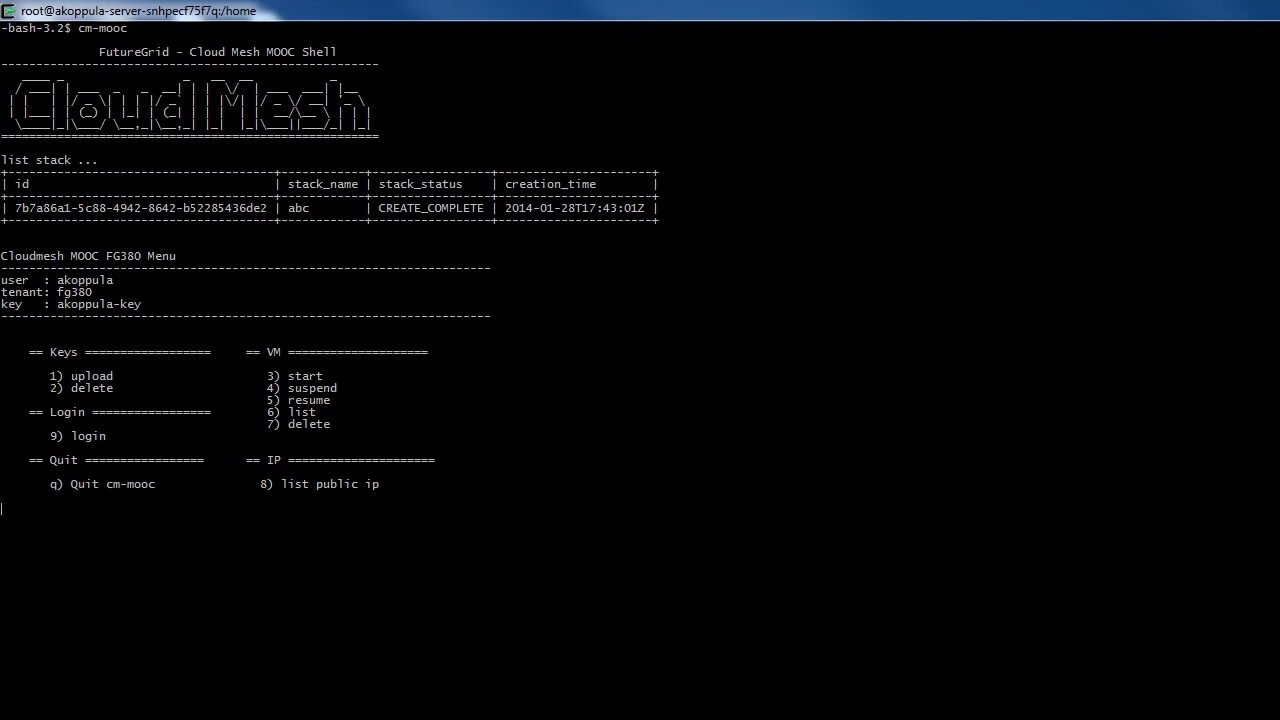 root@akoppula-server-snhpecf75f7q:/home
-bash-3.2$ cm-mooc
FutureGrid - Cloud Mesh MOOC Shell
------------------------------------------------------
CloudMesh
======================================================
list stack ...
+--------------------------------------+------------+-----------------+----------------------+
| id                                   | stack_name | stack_status    | creation_time        |
+--------------------------------------+------------+-----------------+----------------------+
| 7b7a86a1-5c88-4942-8642-b52285436de2 | abc        | CREATE_COMPLETE | 2014-01-28T17:43:01Z |
+--------------------------------------+------------+-----------------+----------------------+
Cloudmesh MOOC FG380 Menu
----------------------------------------------------------------------
user  : akoppula
tenant: fg380
key   : akoppula-key
----------------------------------------------------------------------
== Keys ==================     == VM ====================
1) upload                      3) start
2) delete                      4) suspend
5) resume
== Login =================     6) list
7) delete
9) login
== Quit =================      == IP =====================
q) Quit cm-mooc               8) list public ip